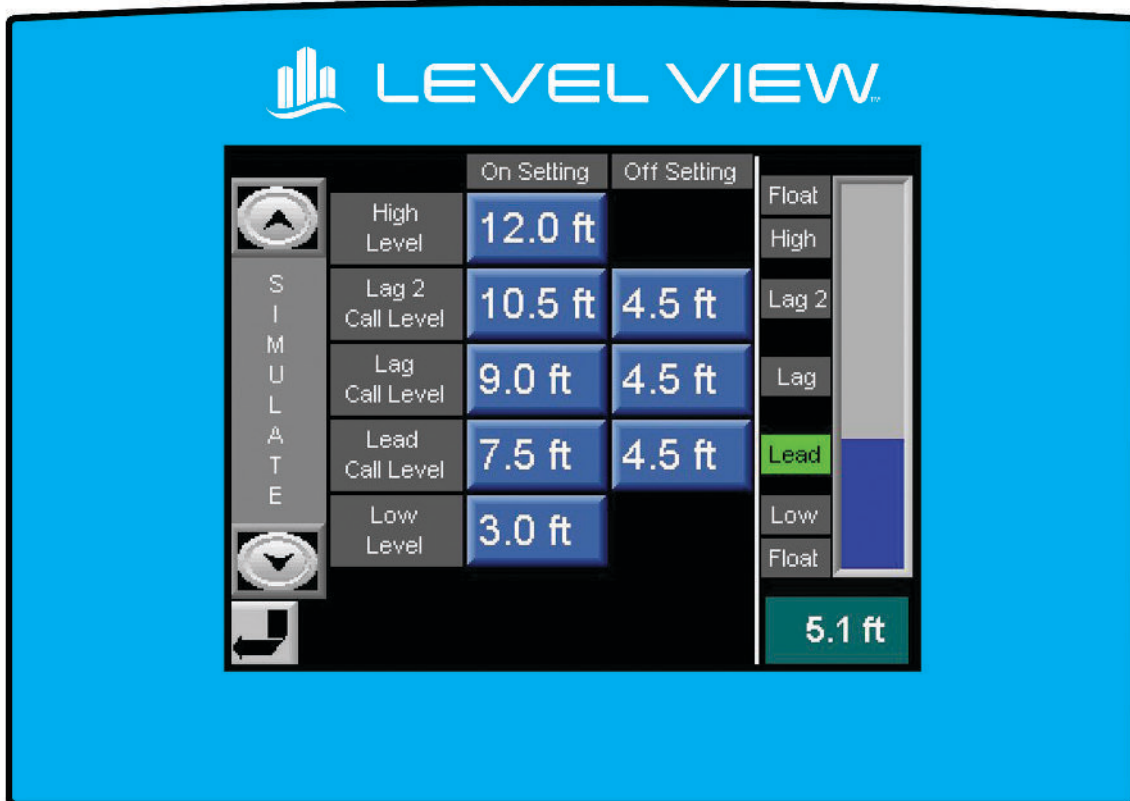 LEVEL VIEW™
On Setting Off Setting
High
Level
12.0 ft
Lag 2
Call Level
10.5 ft 4.5 ft
Lag
Call Level
9.0 ft 4.5 ft
Lead
Call Level
7.5 ft 4.5 ft
Low
Level
3.0 ft
SIMULATE
Float
High
Lag 2
Lag
Lead
Low
Float
5.1 ft